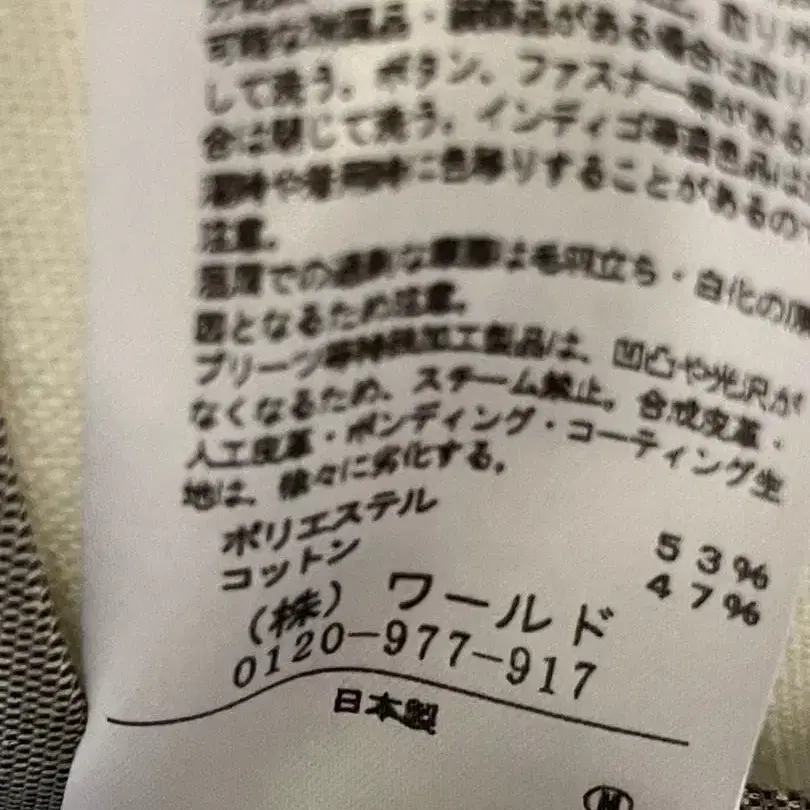 可能な附属品・装飾品がある場合は取り
して洗う。ボタン、ファスナー等がある
合は閉じて洗う。インディゴ等濃色品は
濯時や着用時に色移りすることがあるので
注意。
湿潤での過剰な摩擦は毛羽立ち・白化の原
因となるため注意。
プリーツ等特殊加工製品は、凹凸や光沢が
なくなるため、スチーム禁止。合成皮革・
人工皮革・ボンディング・コーティング生
地は、徐々に劣化する。
ポリエステル 53%
コットン 47%
(株) ワールド
0120-977-917
日本製
M